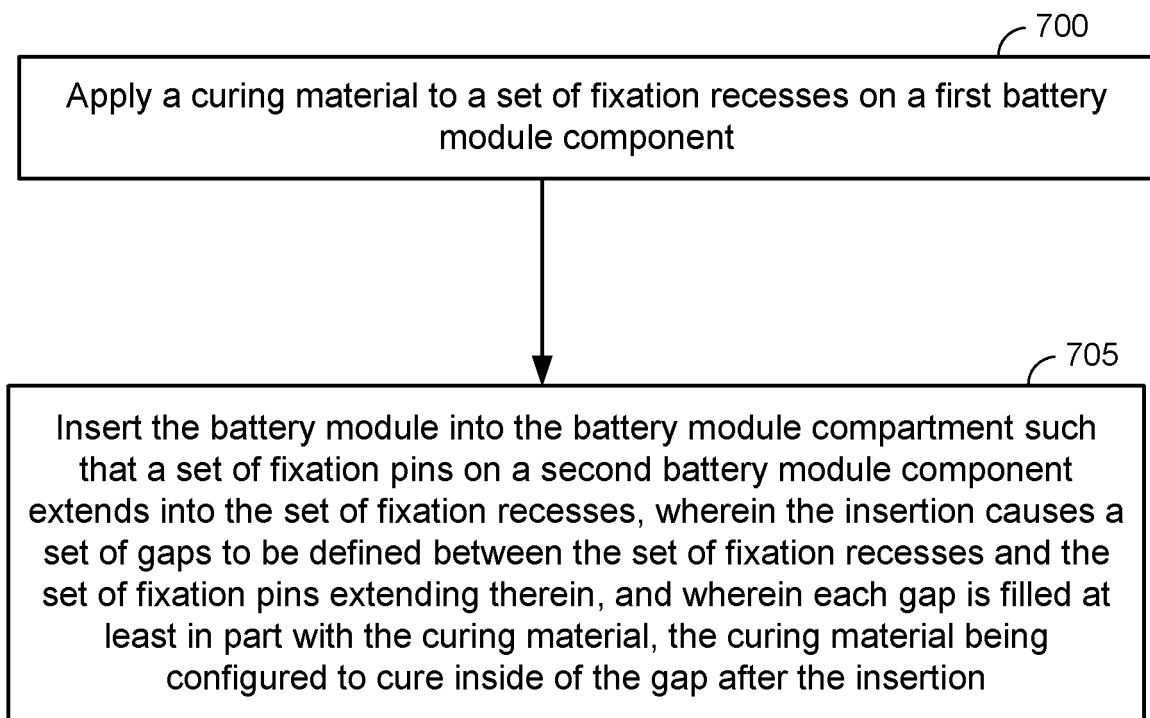 700
Apply a curing material to a set of fixation recesses on a first battery
module component
705
Insert the battery module into the battery module compartment such
that a set of fixation pins on a second battery module component
extends into the set of fixation recesses, wherein the insertion causes a
set of gaps to be defined between the set of fixation recesses and the
set of fixation pins extending therein, and wherein each gap is filled at
least in part with the curing material, the curing material being
configured to cure inside of the gap after the insertion